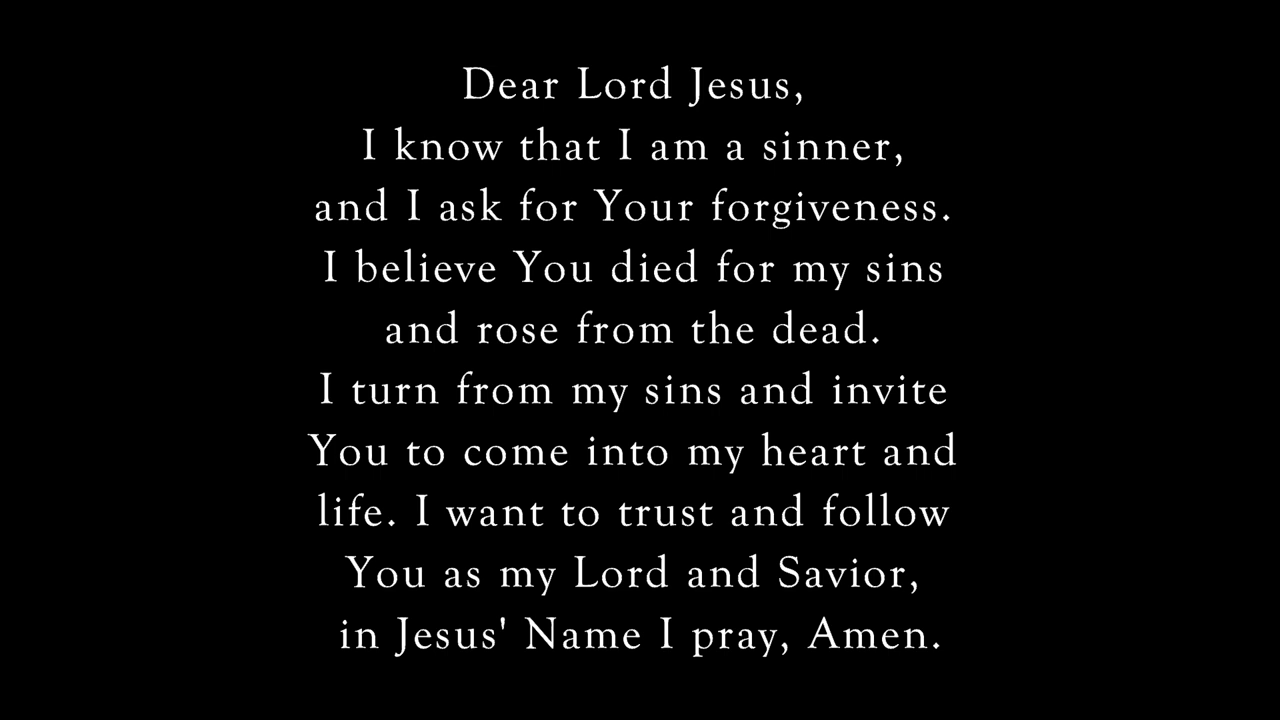 Dear Lord Jesus,
I know that I am a sinner,
and I ask for Your forgiveness.
I believe You died for my sins
and rose from the dead.
I turn from my sins and invite
You to come into my heart and
life. I want to trust and follow
You as my Lord and Savior,
in Jesus' Name I pray, Amen.